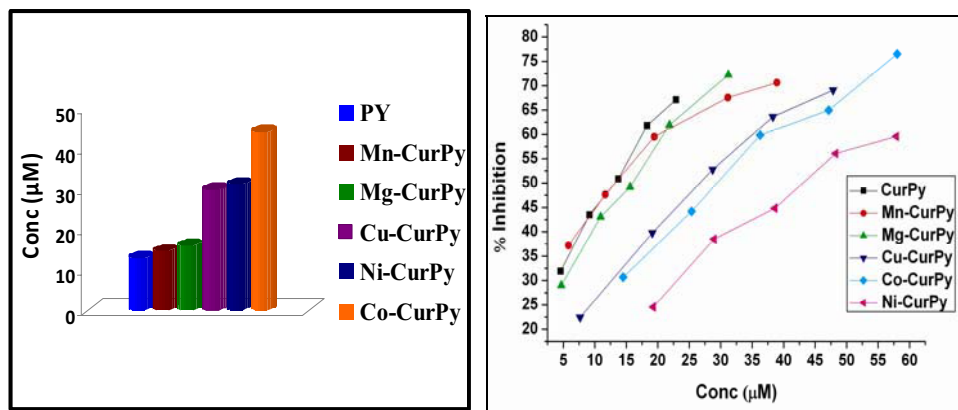 Conc (µM)
50
40
30
20
10
0
PY
Mn-CurPy
Mg-CurPy
Cu-CurPy
Ni-CurPy
Co-CurPy
% Inhibition
80
75
70
65
60
55
50
45
40
35
30
25
20
CurPy
Mn-CurPy
Mg-CurPy
Cu-CurPy
Co-CurPy
Ni-CurPy
5 10 15 20 25 30 35 40 45 50 55 60
Conc (µM)